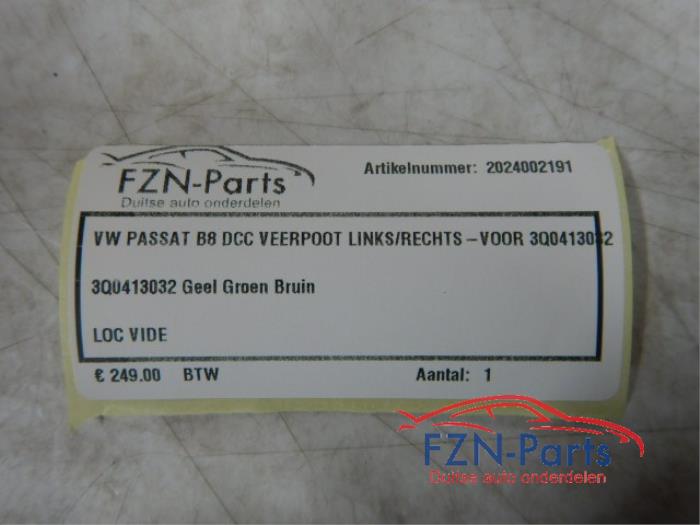 FZN-Parts
Duitse auto onderdelen
Artikelnummer: 2024002191
VW PASSAT B8 DCC VEERPOOT LINKS/RECHTS – VOOR 3Q0413032
3Q0413032 Geel Groen Bruin
LOC VIDE
€ 249.00 BTW
Aantal: 1
FZN-Parts
Duitse auto onderdelen